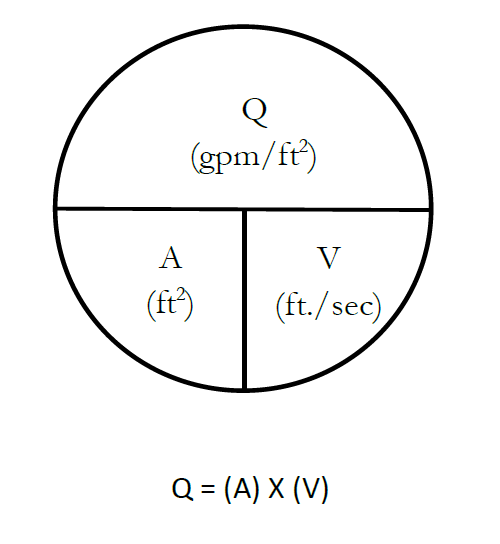 Q
(gpm/ft²)
A
(ft²)
V
(ft./sec)
Q = (A) X (V)